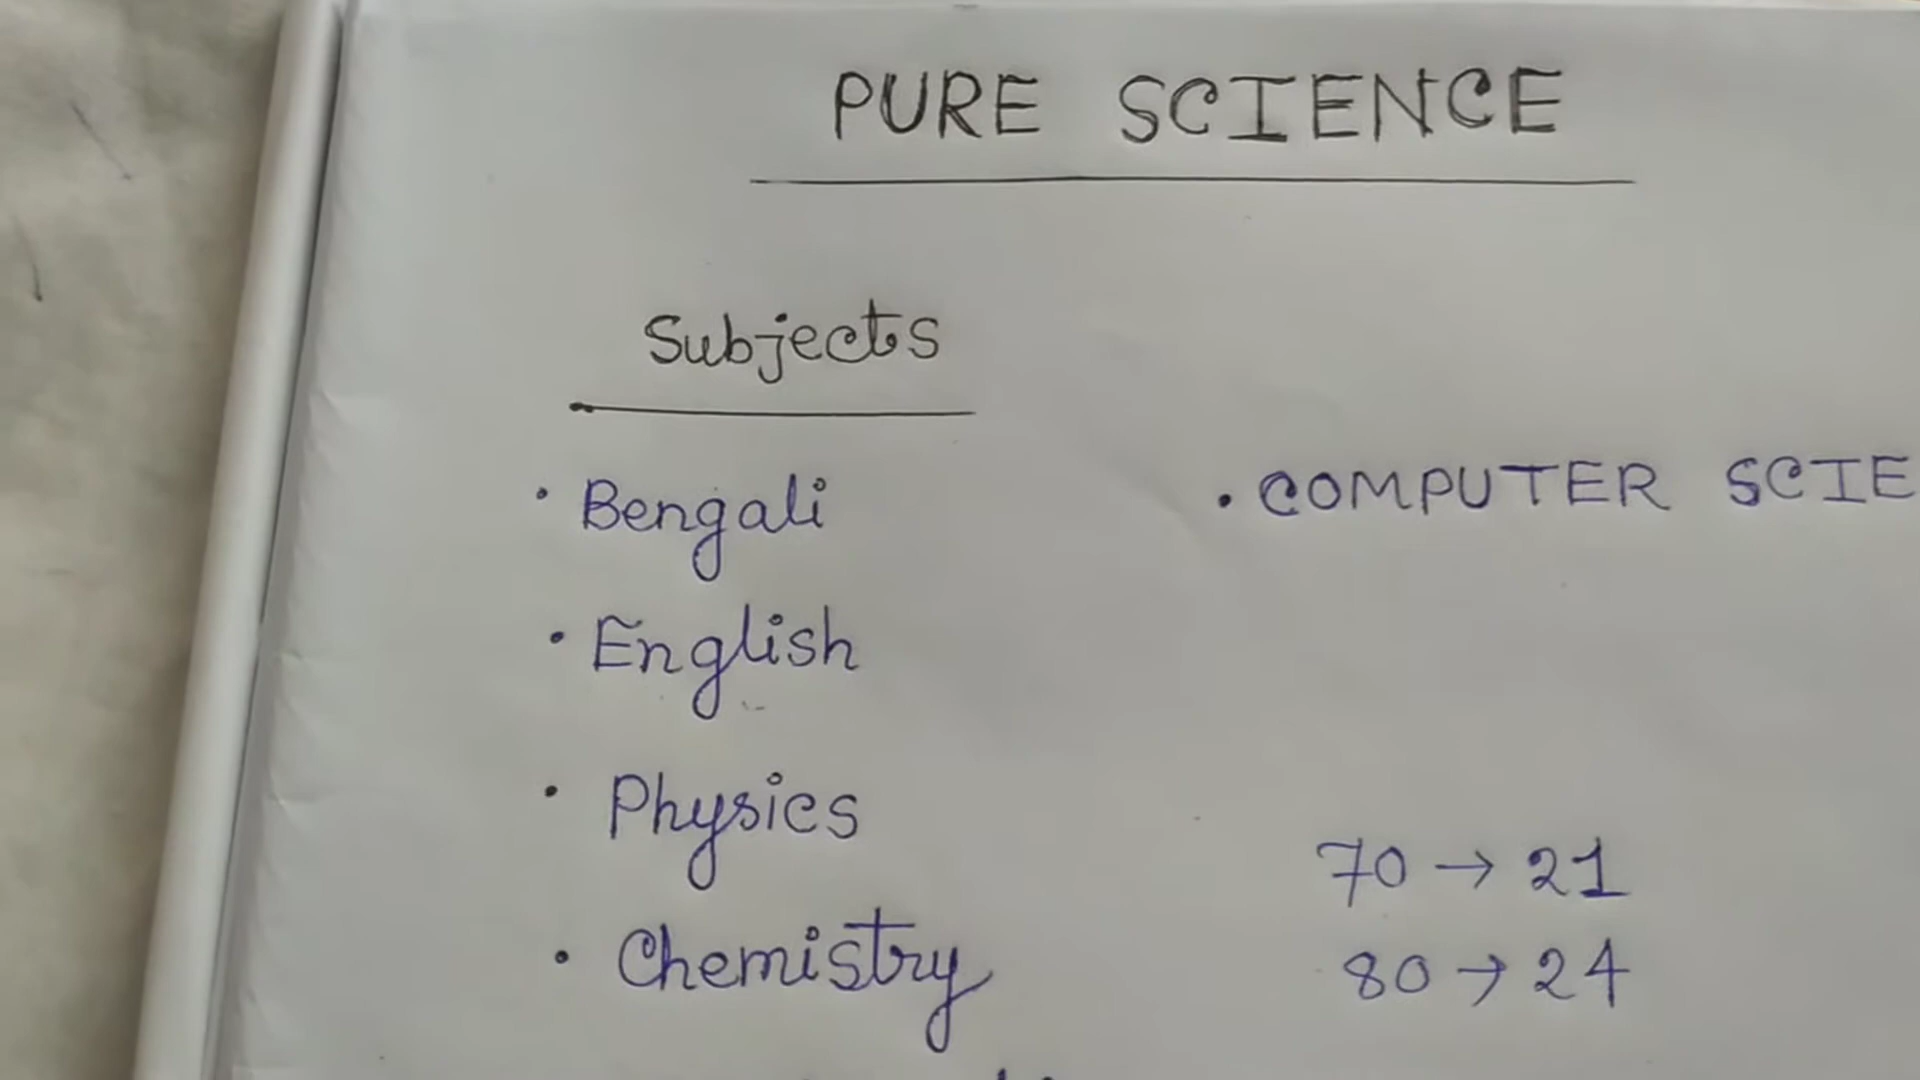 PURE SCIENCE
Subjects
• Bengali
• COMPUTER SCIE
• English
• Physics
70 → 21
• Chemistry
80 → 24